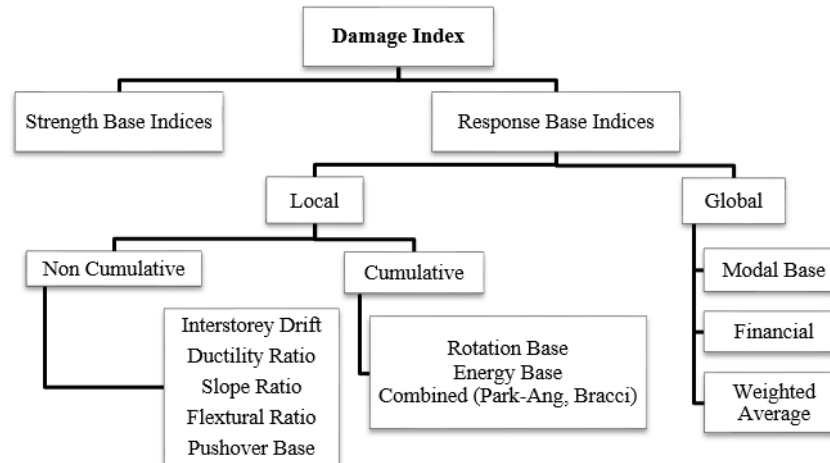 Damage Index
Strength Base Indices
Response Base Indices
Local
Global
Non Cumulative
Cumulative
Modal Base
Financial
Weighted
Average
Interstorey Drift
Ductility Ratio
Slope Ratio
Flextural Ratio
Pushover Base
Rotation Base
Energy Base
Combined (Park-Ang, Bracci)